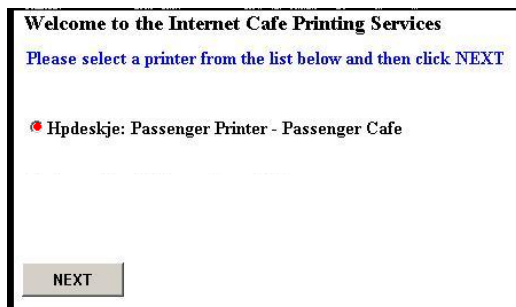 Welcome to the Internet Cafe Printing Services
Please select a printer from the list below and then click NEXT
Hpdeskje: Passenger Printer - Passenger Cafe
NEXT